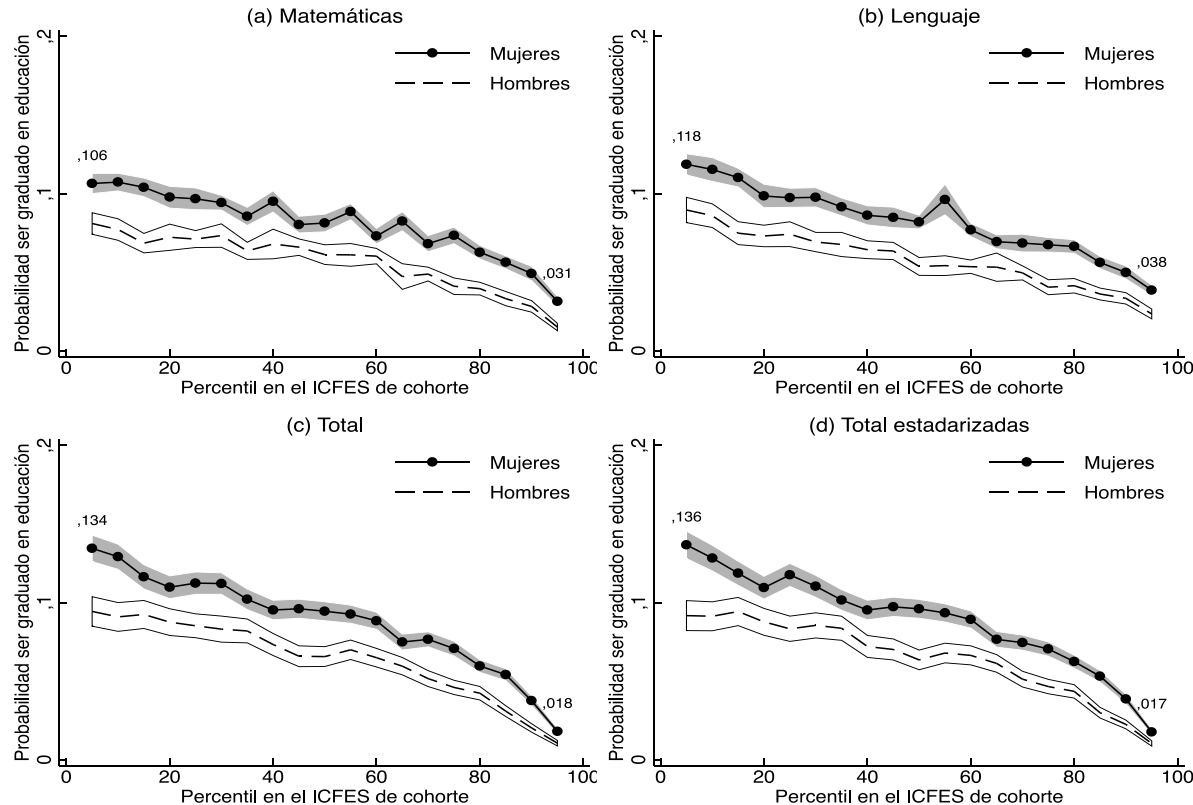 (a) Matemáticas
Probabilidad ser graduado en educación
,2
,1
0
Mujeres
Hombres
,106
,031
0 20 40 60 80 100
Percentil en el ICFES de cohorte
(b) Lenguaje
Probabilidad ser graduado en educación
,2
,1
0
Mujeres
Hombres
,118
,038
0 20 40 60 80 100
Percentil en el ICFES de cohorte
(c) Total
Probabilidad ser graduado en educación
,2
,1
0
Mujeres
Hombres
,134
,018
0 20 40 60 80 100
Percentil en el ICFES de cohorte
(d) Total estadarizadas
Probabilidad ser graduado en educación
,2
,1
0
Mujeres
Hombres
,136
,017
0 20 40 60 80 100
Percentil en el ICFES de cohorte